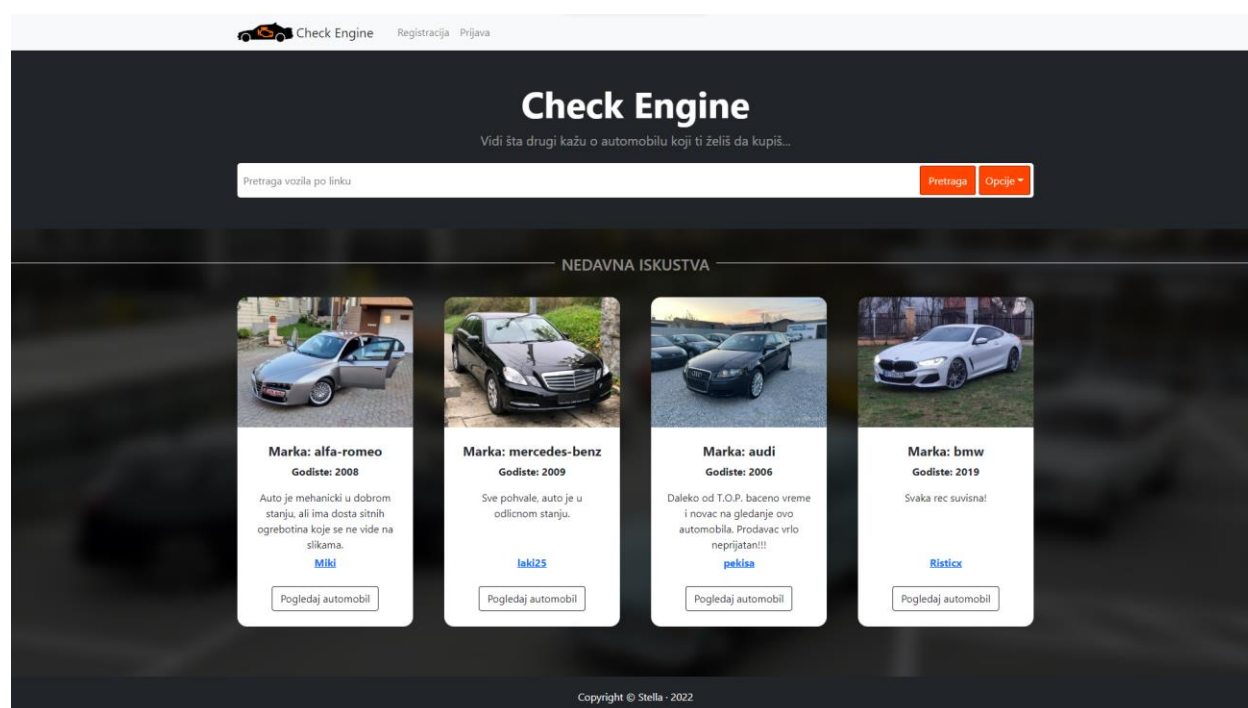 Check Engine Registracija Prijava
Check Engine
Vidi šta drugi kažu o automobilu koji ti želiš da kupiš...
Pretraga vozila po linku Pretraga Opcije
NEDAVNA ISKUSTVA
Marka: alfa-romeo
Godiste: 2008
Auto je mehanicki u dobrom
stanju, ali ima dosta sitnih
ogrebotina koje se ne vide na
slikama.
Miki
Pogledaj automobil
Marka: mercedes-benz
Godiste: 2009
Sve pohvale, auto je u
odlicnom stanju.
laki25
Pogledaj automobil
Marka: audi
Godiste: 2006
Daleko od T.O.P. baceno vreme
i novac na gledanje ovo
automobila. Prodavac vrlo
neprijatan!!!
pekisa
Pogledaj automobil
Marka: bmw
Godiste: 2019
Svaka rec suvisna!
Risticx
Pogledaj automobil
Copyright © Stella · 2022